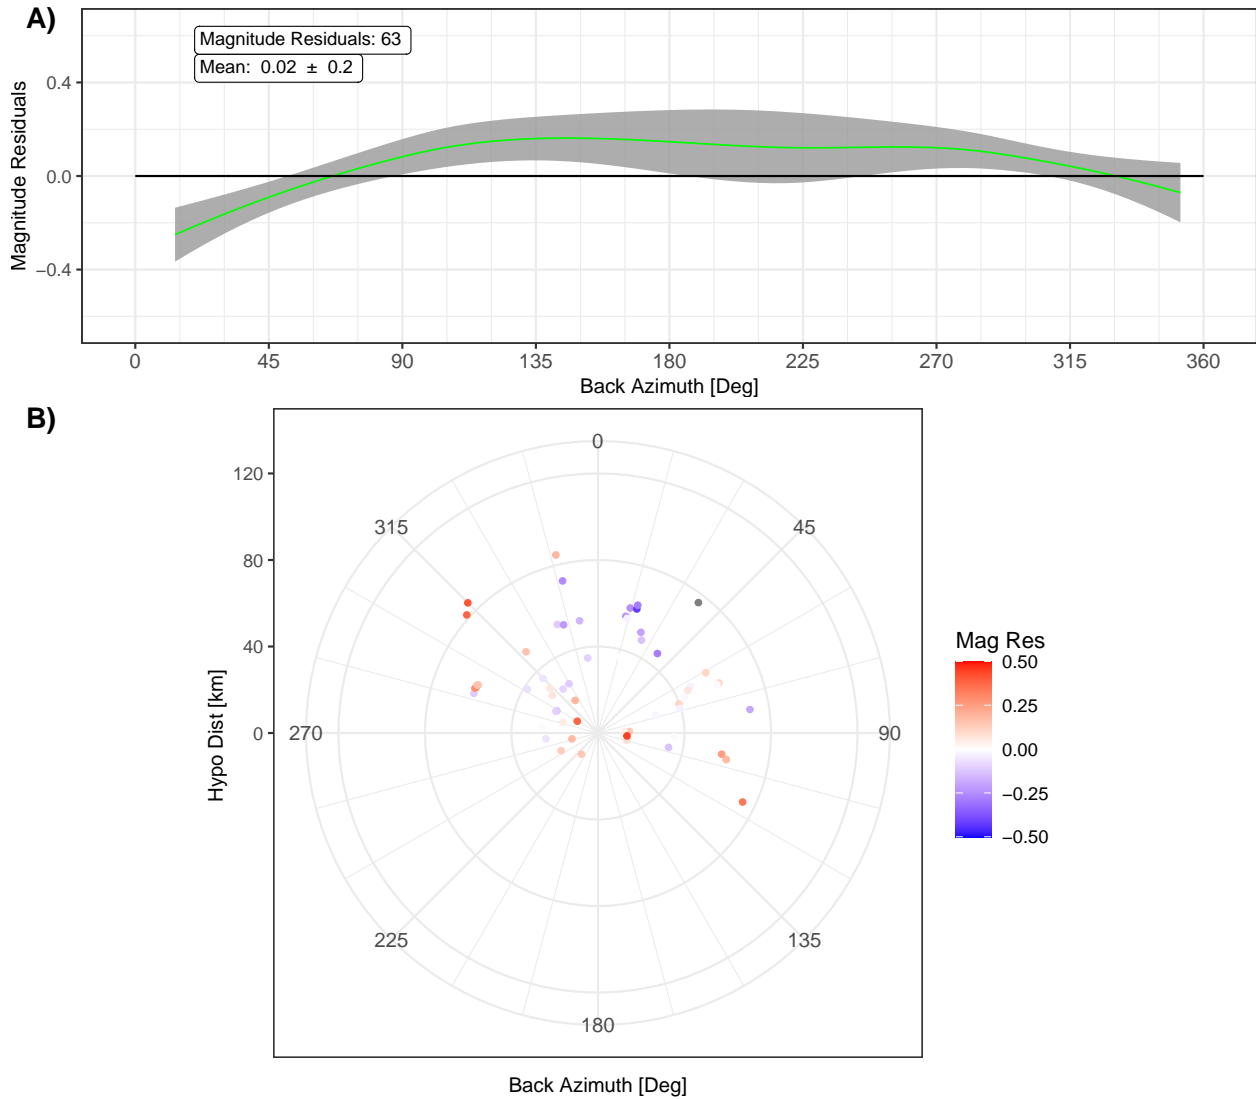 A)
Magnitude Residuals: 63
Mean:  0.02  ±  0.2
Magnitude Residuals
0.4
0.0
−0.4
0 45 90 135 180 225 270 315 360
Back Azimuth [Deg]
B)
Hypo Dist [km]
120
80
40
0
0
45
90
135
180
225
270
315
Back Azimuth [Deg]
Mag Res
0.50
0.25
0.00
−0.25
−0.50